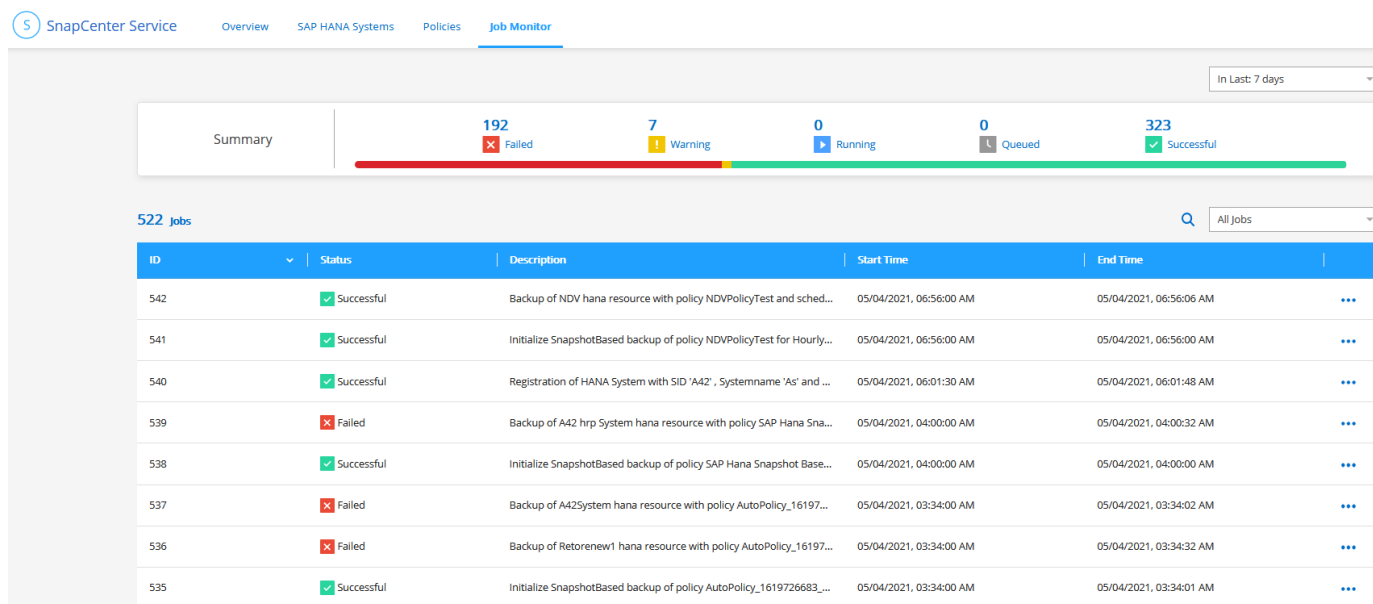 S SnapCenter Service Overview SAP HANA Systems Policies Job Monitor
In Last: 7 days
Summary
192 7 0 0 323
Failed Warning Running Queued Successful
522 Jobs All Jobs
ID Status Description Start Time End Time
542 Successful Backup of NDV hana resource with policy NDVPolicyTest and sched... 05/04/2021, 06:56:00 AM 05/04/2021, 06:56:06 AM
541 Successful Initialize SnapshotBased backup of policy NDVPolicyTest for Hourly... 05/04/2021, 06:56:00 AM 05/04/2021, 06:56:00 AM
540 Successful Registration of HANA System with SID 'A42' , Systemname 'As' and ... 05/04/2021, 06:01:30 AM 05/04/2021, 06:01:48 AM
539 Failed Backup of A42 hrp System hana resource with policy SAP Hana Sna... 05/04/2021, 04:00:00 AM 05/04/2021, 04:00:32 AM
538 Successful Initialize SnapshotBased backup of policy SAP Hana Snapshot Base... 05/04/2021, 04:00:00 AM 05/04/2021, 04:00:00 AM
537 Failed Backup of A42System hana resource with policy AutoPolicy_16197... 05/04/2021, 03:34:00 AM 05/04/2021, 03:34:02 AM
536 Failed Backup of Retorenew1 hana resource with policy AutoPolicy_16197... 05/04/2021, 03:34:00 AM 05/04/2021, 03:34:32 AM
535 Successful Initialize SnapshotBased backup of policy AutoPolicy_1619726683_... 05/04/2021, 03:34:00 AM 05/04/2021, 03:34:01 AM